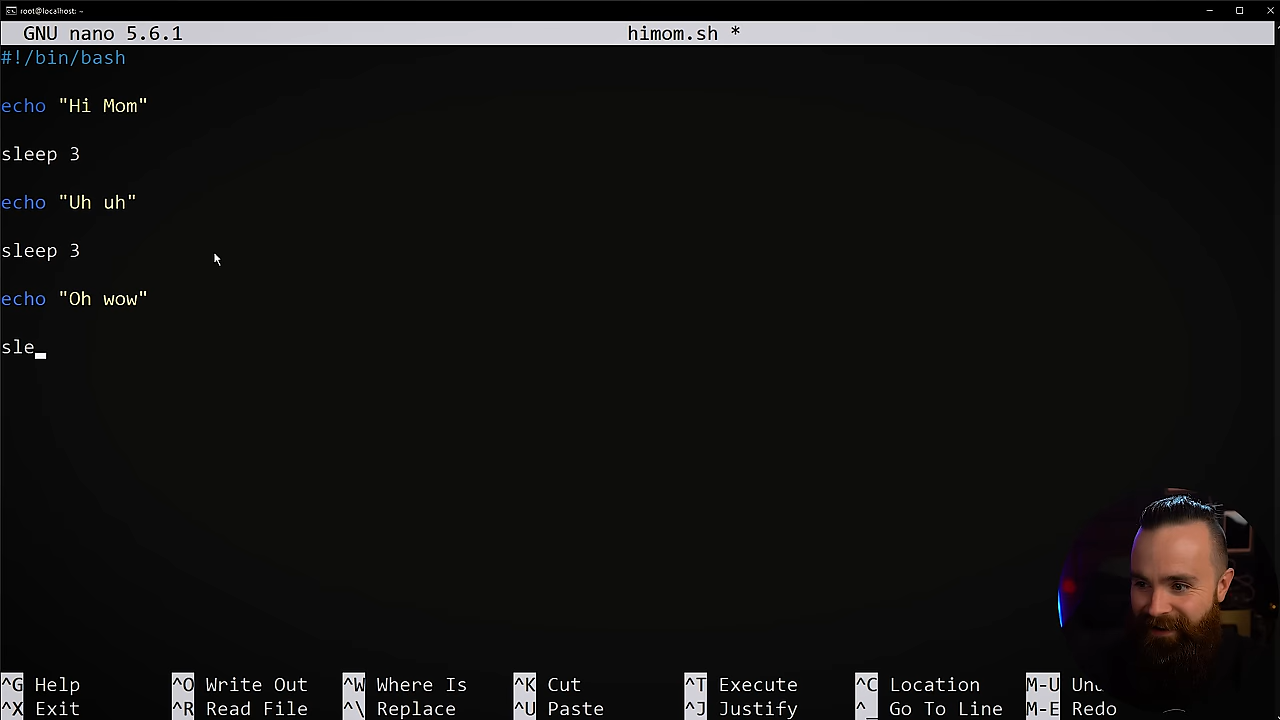 root@localhost: ~
GNU nano 5.6.1 himom.sh *
#!/bin/bash
echo "Hi Mom"
sleep 3
echo "Uh uh"
sleep 3
echo "Oh wow"
sle
^G Help ^O Write Out ^W Where Is ^K Cut ^T Execute ^C Location M-U
^X Exit ^R Read File ^\ Replace ^U Paste ^J Justify ^_ Go To Line M-E Redo